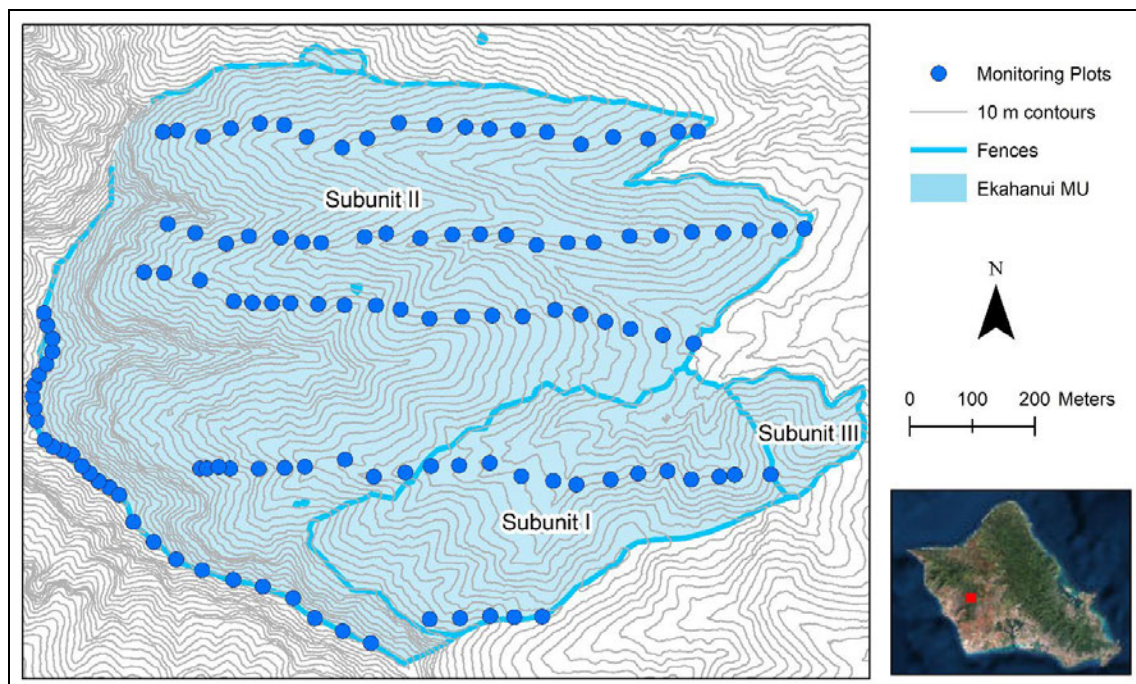 Subunit II
Subunit III
Subunit I
Monitoring Plots
10 m contours
Fences
Ekahanui MU
N
0 100 200 Meters